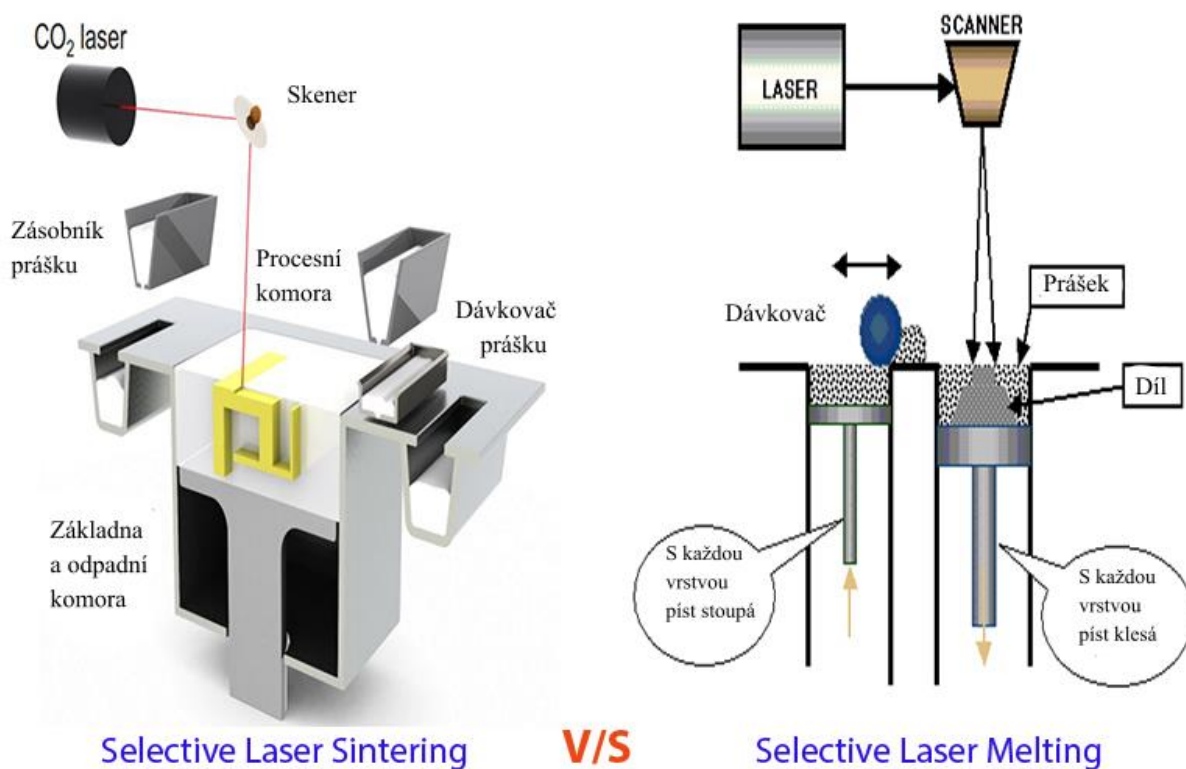 CO₂ laser
Skener
Zásobník
prášku
Procesní
komora
Dávkovač
prášku
Základna
a odpadní
komora
Selective Laser Sintering
V/S
SCANNER
LASER
Dávkovač
Prášek
Díl
S každou
vrstvou
píst stoupá
S každou
vrstvou
píst klesá
Selective Laser Melting